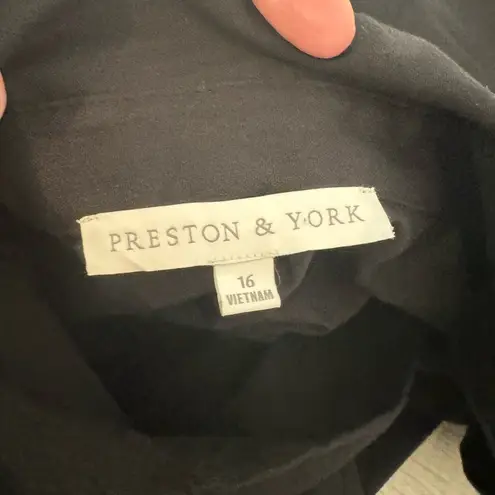 PRESTON & YORK
16
VIETNAM